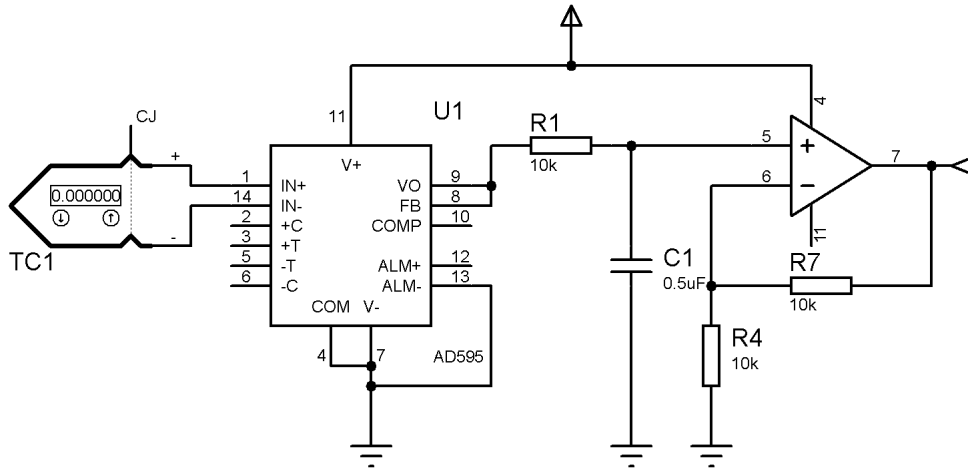 CJ
+
-
0.000000
TC1
U1
11
V+
1
IN+
14
IN-
2
+C
3
+T
5
-T
6
-C
VO
9
FB
8
COMP
10
ALM+
12
ALM-
13
COM
V-
4
7
AD595
R1
10k
C1
0.5uF
5
+
6
−
4
11
7
R7
10k
R4
10k